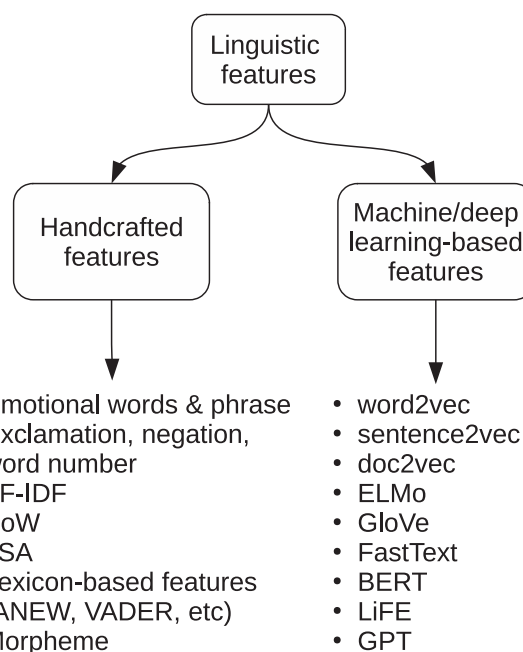 Linguistic
features
Handcrafted
features
Machine/deep
learning-based
features
motional words & phrase
xclamation, negation,
ord number
F-IDF
oW
SA
exicon-based features
ANEW, VADER, etc)
Morpheme
• word2vec
• sentence2vec
• doc2vec
• ELMo
• GloVe
• FastText
• BERT
• LiFE
• GPT